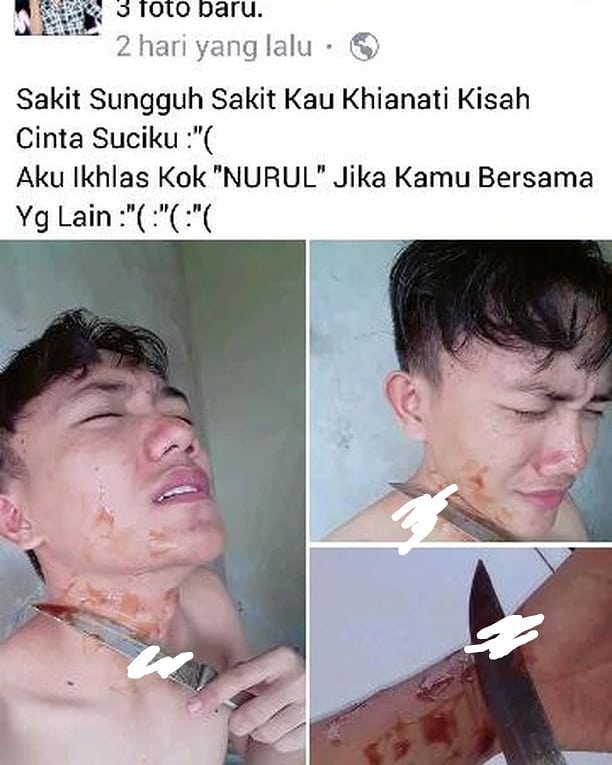 3 foto baru.
2 hari yang lalu ·
Sakit Sungguh Sakit Kau Khianati Kisah
Cinta Suciku :"(
Aku Ikhlas Kok "NURUL" Jika Kamu Bersama
Yg Lain :"( :"( :"(